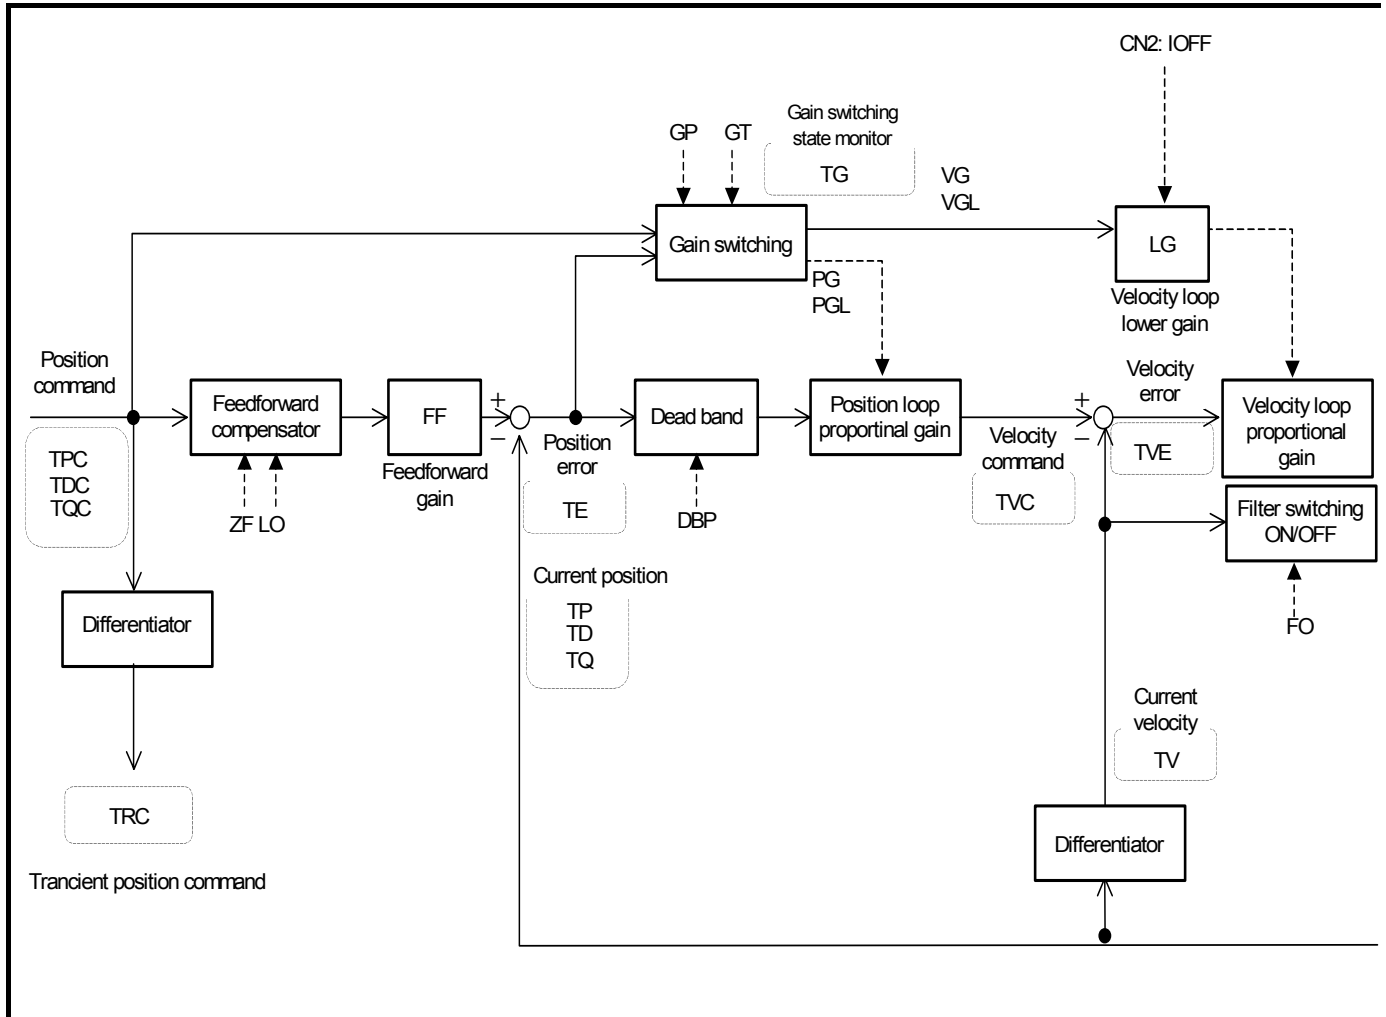 CN2: IOFF
Gain switching
state monitor
GP
GT
TG
VG
VGL
Gain switching
LG
PG
PGL
Velocity loop
lower gain
Position
command
Velocity
error
Feedforward
compensator
FF
+
−
Dead band
Position loop
proportinal gain
+
−
Velocity loop
proportional
gain
Position
error
Velocity
command
TVE
TPC
TDC
TQC
Feedforward
gain
TE
TVC
ZF LO
DBP
Filter switching
ON/OFF
Current position
TP
TD
TQ
Differentiator
FO
Current
velocity
TV
TRC
Differentiator
Trancient position command